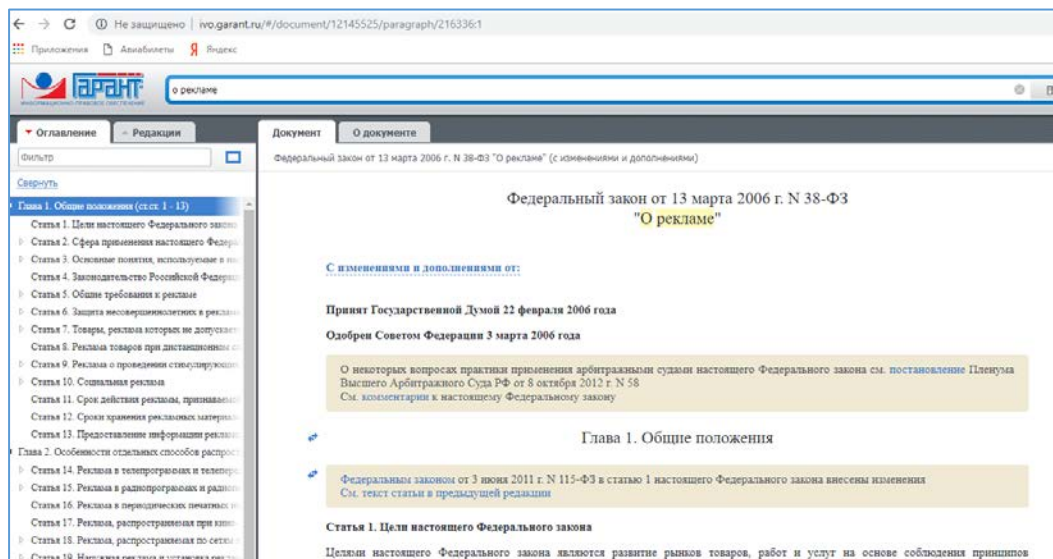 Не защищено | ivo.garant.ru/#/document/12145525/paragraph/216336:1
Приложения Авиабилеты Яндекс
ГАРАНТ
о рекламе
Оглавление Редакции Документ О документе
Фильтр
Федеральный закон от 13 марта 2006 г. N 38-ФЗ "О рекламе" (с изменениями и дополнениями)
Свернуть
Глава 1. Общие положения (ст.ст. 1 - 13)
Статья 1. Цели настоящего Федерального закона
Статья 2. Сфера применения настоящего Федера
Статья 3. Основные понятия, используемые в
Статья 4. Законодательство Российской Федерац
Статья 5. Общие требования к рекламе
Статья 6. Защита несовершеннолетних в реклам
Статья 7. Товары, реклама которых не допускает
Статья 8. Реклама товаров при дистанционном
Статья 9. Реклама о проведении стимулирующих
Статья 10. Социальная реклама
Статья 11. Срок действия рекламы, признаваемой
Статья 12. Сроки хранения рекламных материал
Статья 13. Предоставление информации реклам
Глава 2. Особенности отдельных способов распрост
Статья 14. Реклама в телепрограммах и телепере
Статья 15. Реклама в радиопрограммах и радиоп
Статья 16. Реклама в периодических печатных
Статья 17. Реклама, распространяемая при кино
Статья 18. Реклама, распространяемая по сетям
Статья 19. Наружная реклама и установка рекла
Федеральный закон от 13 марта 2006 г. N 38-ФЗ
"О рекламе"
С изменениями и дополнениями от:
Принят Государственной Думой 22 февраля 2006 года
Одобрен Советом Федерации 3 марта 2006 года
О некоторых вопросах практики применения арбитражными судами настоящего Федерального закона см. постановление Пленума
Высшего Арбитражного Суда РФ от 8 октября 2012 г. N 58
См. комментарии к настоящему Федеральному закону
Глава 1. Общие положения
Федеральным законом от 3 июня 2011 г. N 115-ФЗ в статью 1 настоящего Федерального закона внесены изменения
См. текст статьи в предыдущей редакции
Статья 1. Цели настоящего Федерального закона
Целями настоящего Федерального закона являются развитие рынков товаров, работ и услуг на основе соблюдения принципов